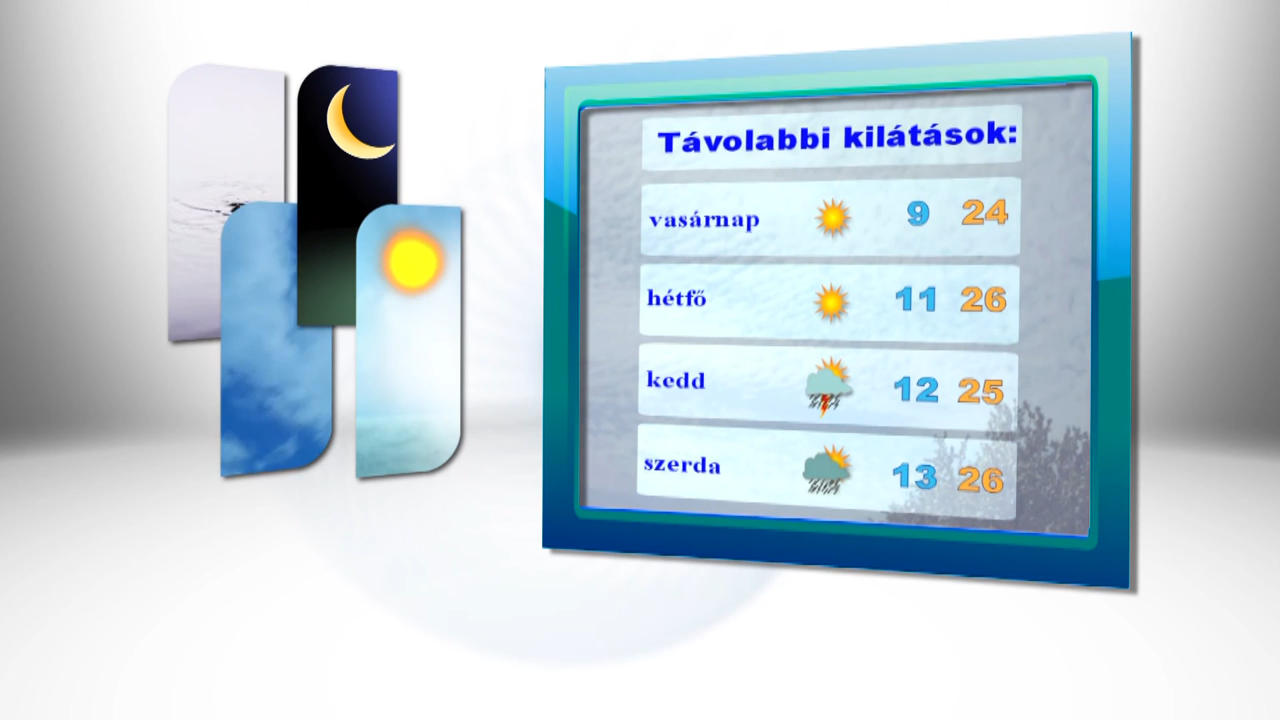 Távolabbi kilátások:
vasárnap 9 24
hétfő 11 26
kedd 12 25
szerda 13 26